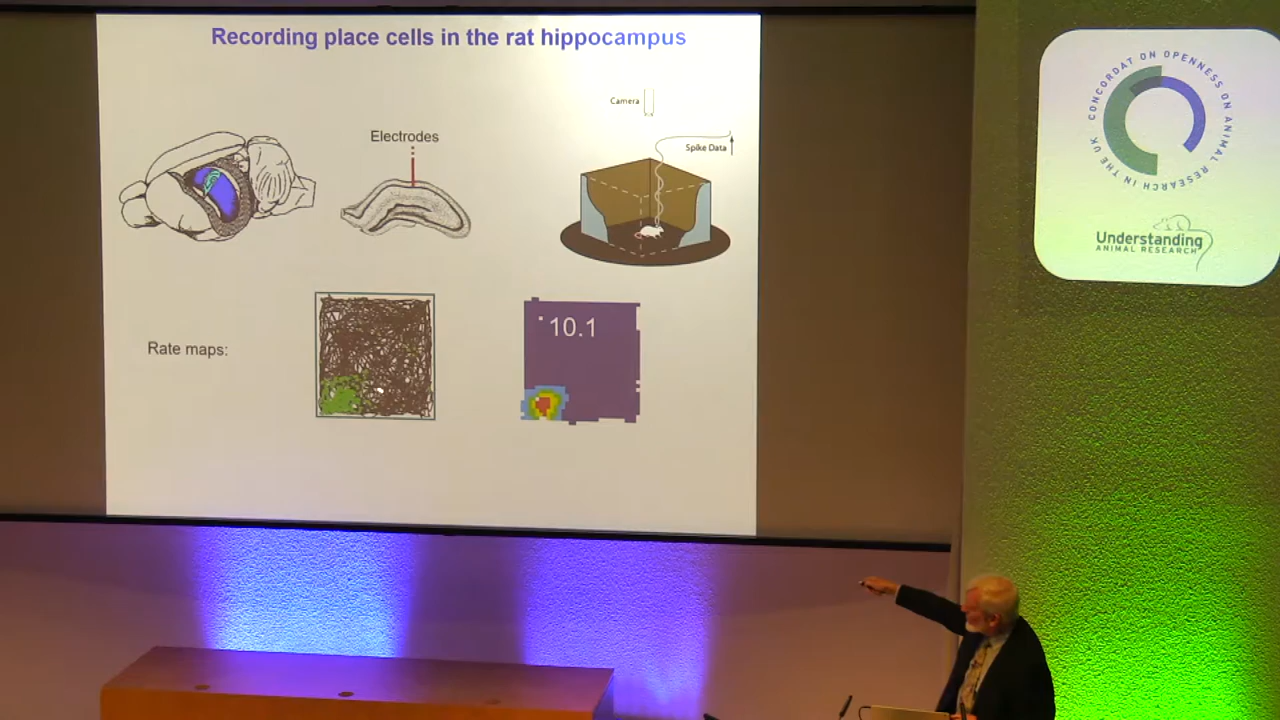 Recording place cells in the rat hippocampus
Camera
Electrodes
Spike Data
Rate maps:
10.1
CONCORDAT ON OPENNESS ON ANIMAL RESEARCH IN THE UK
Understanding
ANIMAL RESEARCH